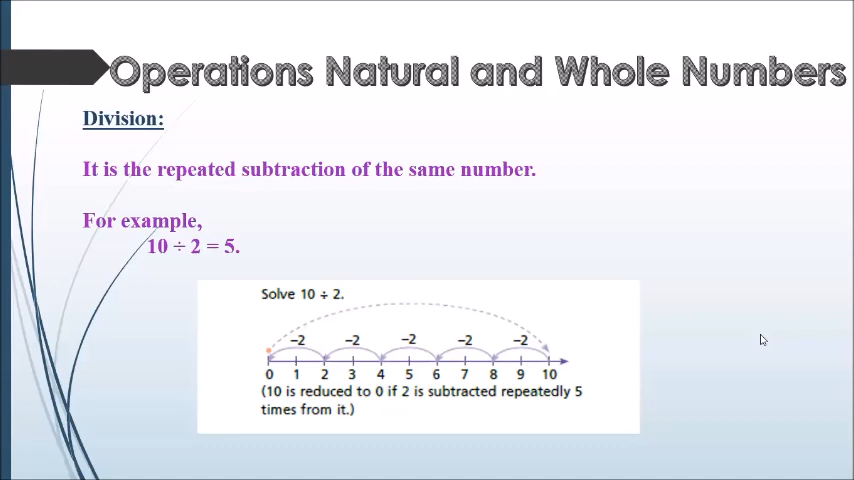 Operations Natural and Whole Numbers
Division:
It is the repeated subtraction of the same number.
For example,
10 ÷ 2 = 5.
Solve 10 ÷ 2.
–2 –2 –2 –2 –2
0 1 2 3 4 5 6 7 8 9 10
(10 is reduced to 0 if 2 is subtracted repeatedly 5
times from it.)